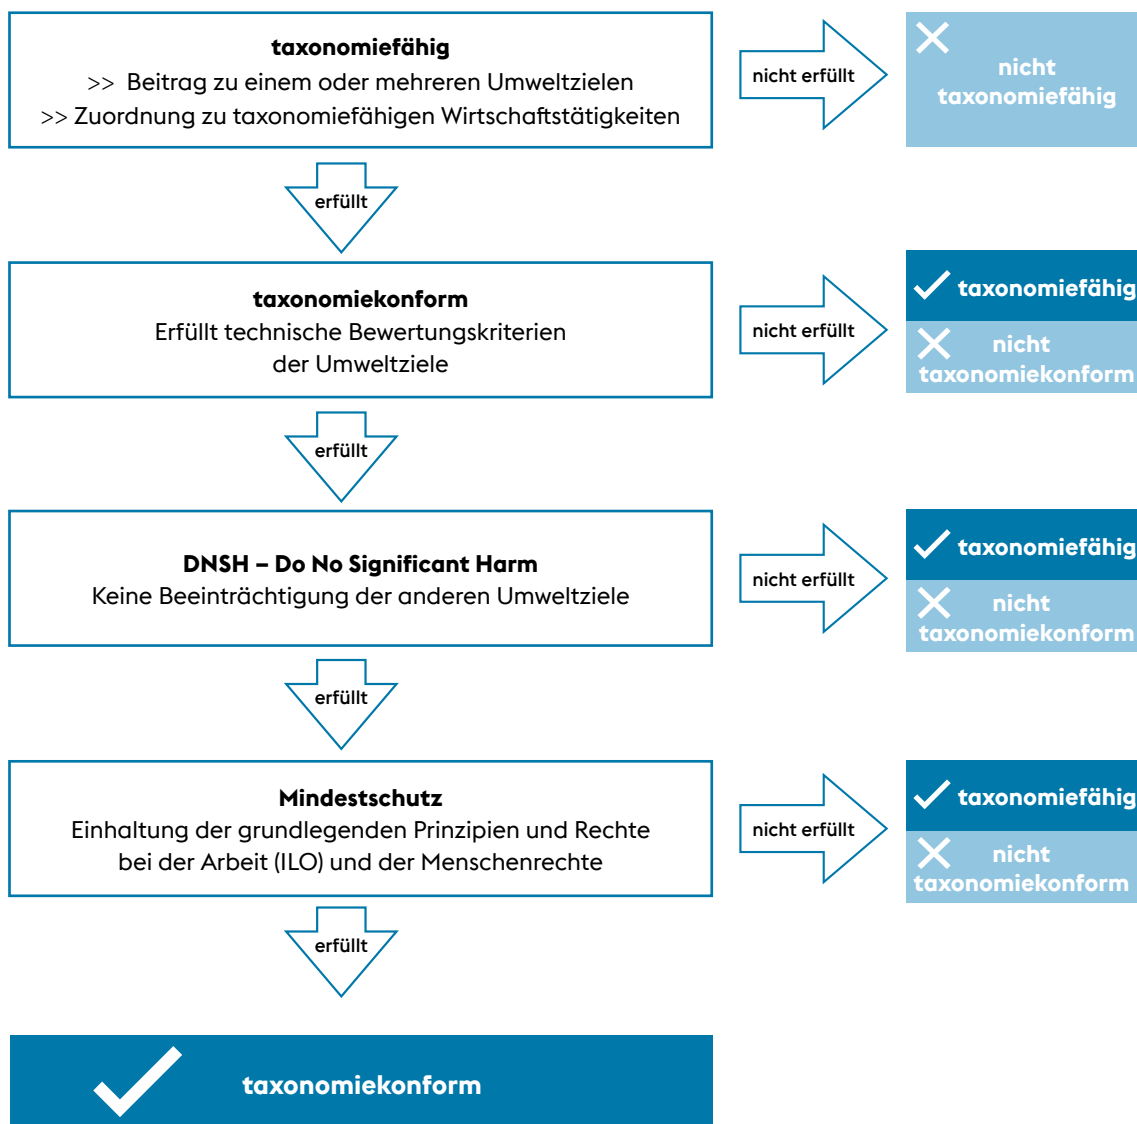 taxonomiefähig
>> Beitrag zu einem oder mehreren Umweltzielen
>> Zuordnung zu taxonomiefähigen Wirtschaftstätigkeiten
nicht erfüllt
nicht
taxonomiefähig
erfüllt
taxonomiekonform
Erfüllt technische Bewertungskriterien
der Umweltziele
nicht erfüllt
taxonomiefähig
nicht
taxonomiekonform
erfüllt
DNSH – Do No Significant Harm
Keine Beeinträchtigung der anderen Umweltziele
nicht erfüllt
taxonomiefähig
nicht
taxonomiekonform
erfüllt
Mindestschutz
Einhaltung der grundlegenden Prinzipien und Rechte
bei der Arbeit (ILO) und der Menschenrechte
nicht erfüllt
taxonomiefähig
nicht
taxonomiekonform
erfüllt
taxonomiekonform